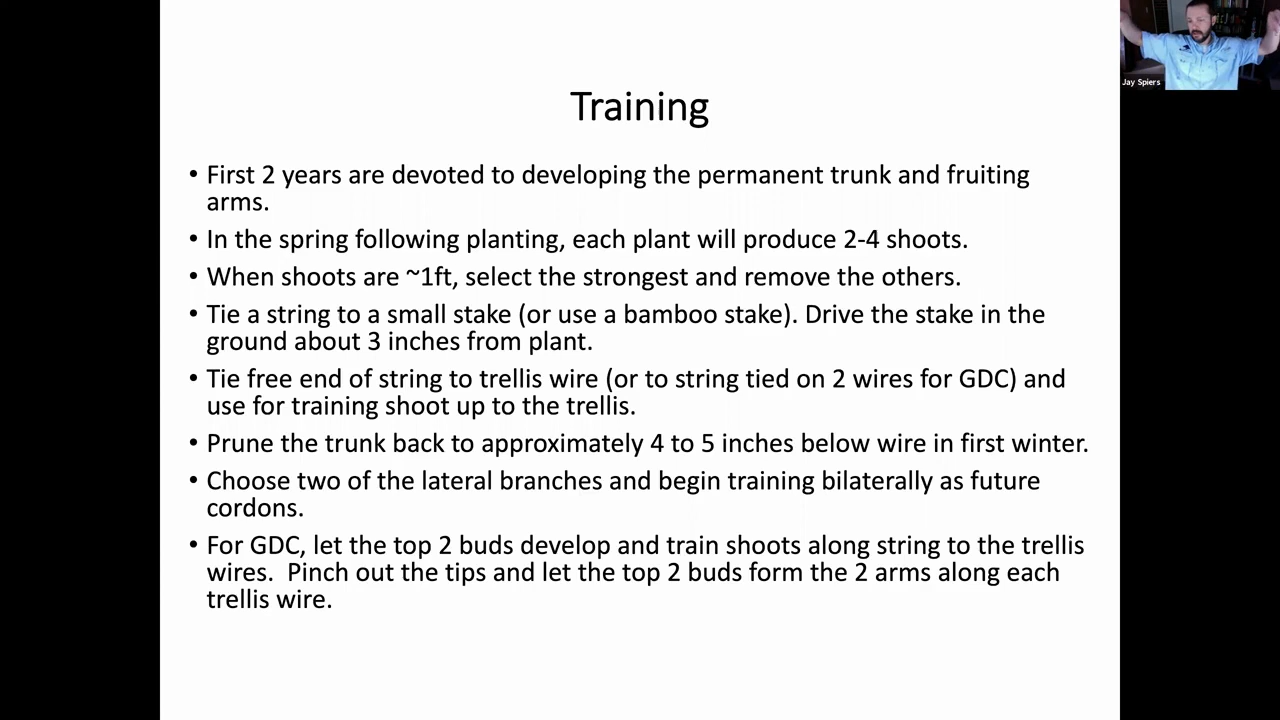 Training
• First 2 years are devoted to developing the permanent trunk and fruiting
arms.
• In the spring following planting, each plant will produce 2-4 shoots.
• When shoots are ~1ft, select the strongest and remove the others.
• Tie a string to a small stake (or use a bamboo stake). Drive the stake in the
ground about 3 inches from plant.
• Tie free end of string to trellis wire (or to string tied on 2 wires for GDC) and
use for training shoot up to the trellis.
• Prune the trunk back to approximately 4 to 5 inches below wire in first winter.
• Choose two of the lateral branches and begin training bilaterally as future
cordons.
• For GDC, let the top 2 buds develop and train shoots along string to the trellis
wires.  Pinch out the tips and let the top 2 buds form the 2 arms along each
trellis wire.
Jay Spiers